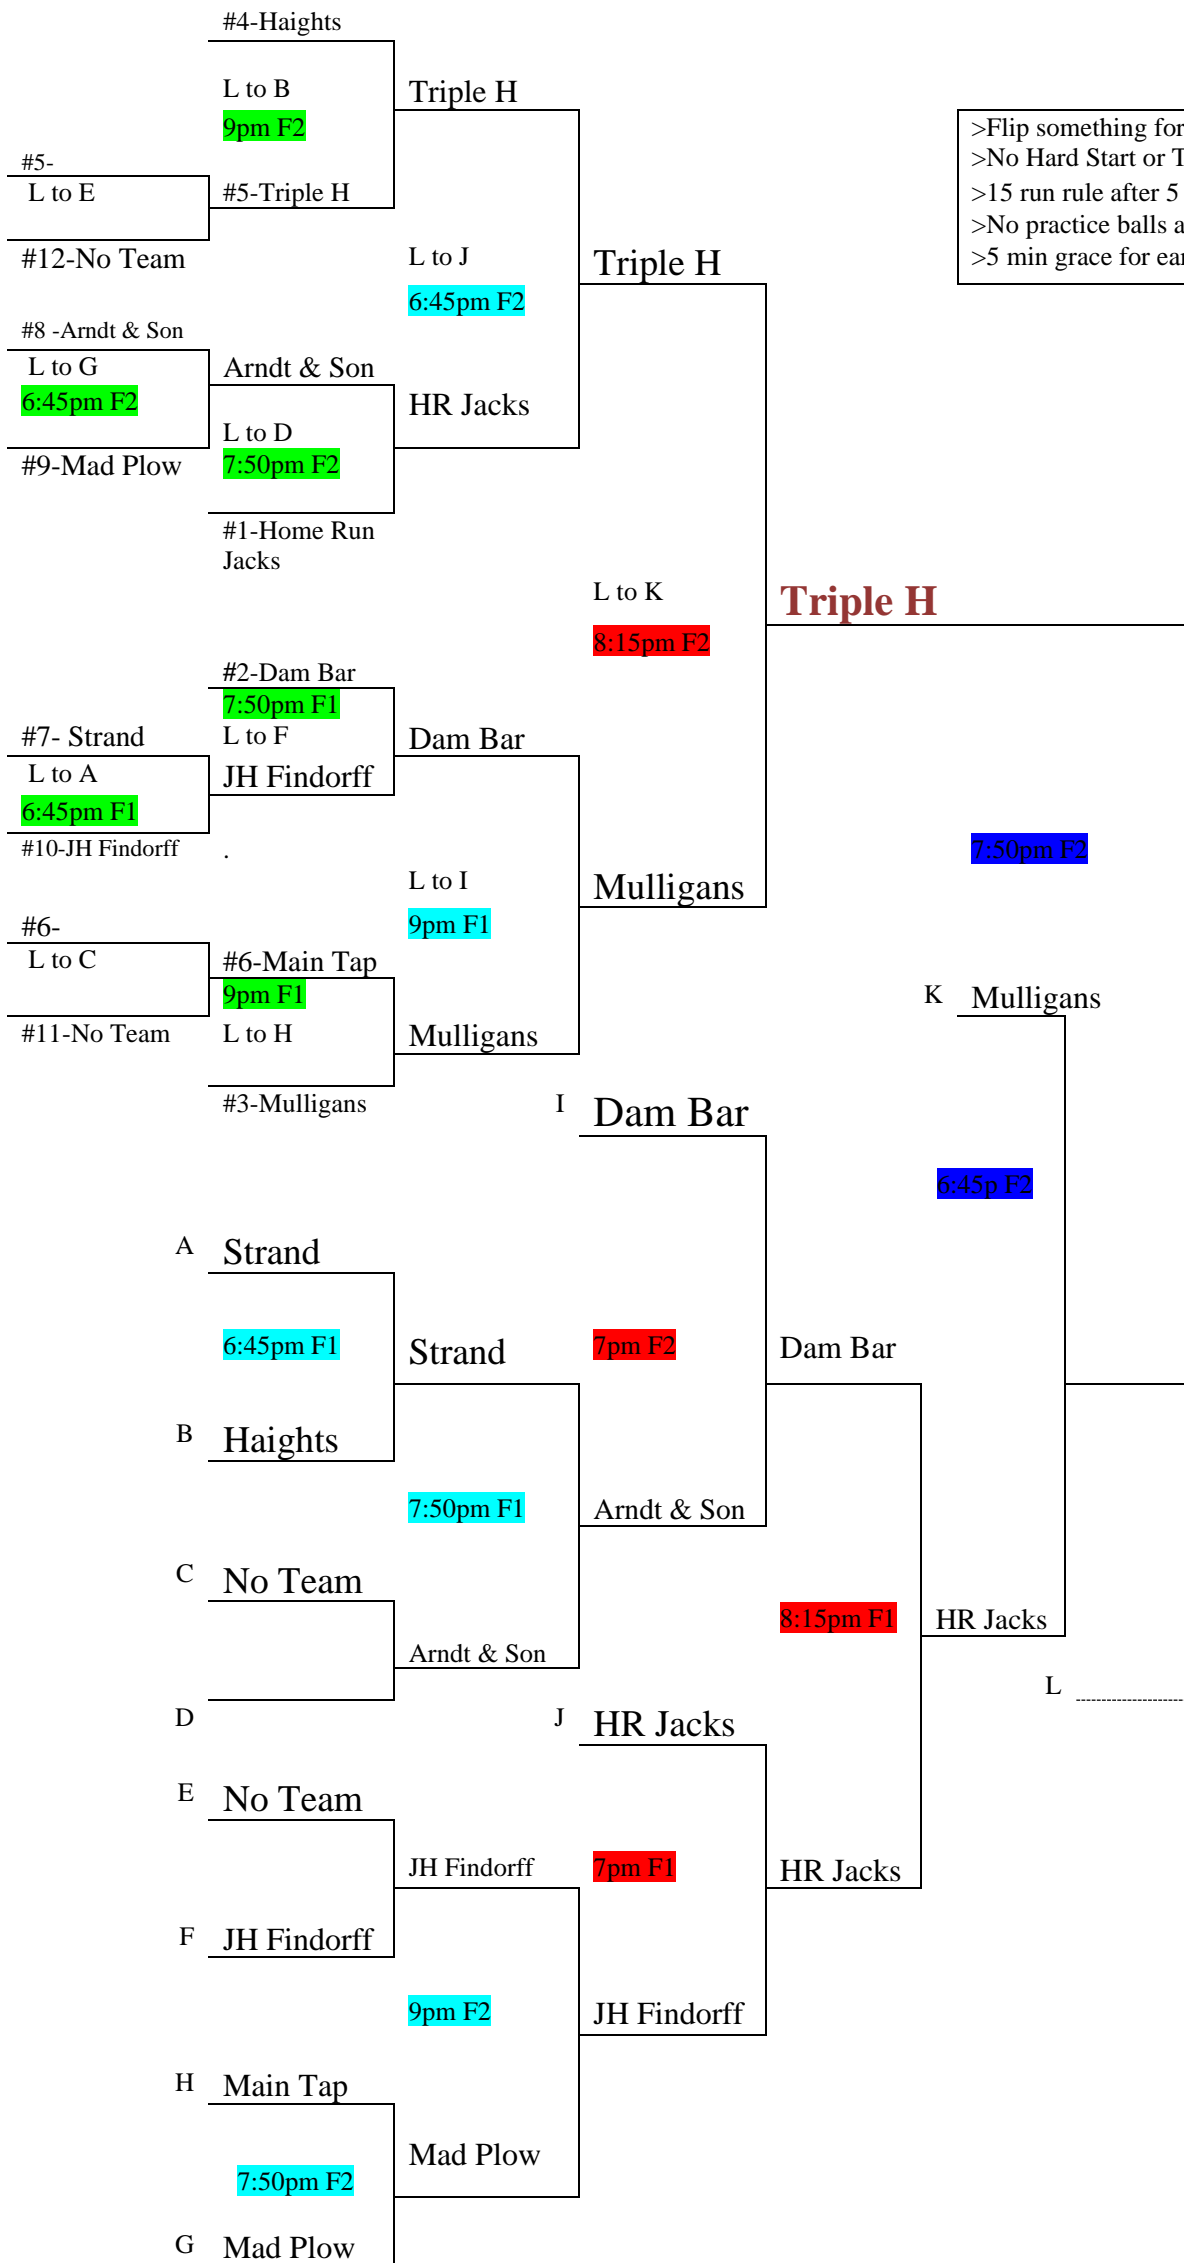 #4-Haights
L to B
9pm F2
Triple H
#5-
L to E
#5-Triple H
#12-No Team
L to J
6:45pm F2
Triple H
>Flip something for
>No Hard Start or T
>15 run rule after 5
>No practice balls a
>5 min grace for ear
#8 -Arndt & Son
L to G
6:45pm F2
Arndt & Son
#9-Mad Plow
L to D
7:50pm F2
HR Jacks
#1-Home Run
Jacks
L to K
8:15pm F2
Triple H
#2-Dam Bar
7:50pm F1
L to F
Dam Bar
#7- Strand
L to A
6:45pm F1
JH Findorff
#10-JH Findorff
.
L to I
9pm F1
Mulligans
7:50pm F2
#6-
L to C
#6-Main Tap
9pm F1
L to H
#11-No Team
Mulligans
#3-Mulligans
K Mulligans
I Dam Bar
6:45p F2
A Strand
6:45pm F1
Strand
7pm F2
Dam Bar
B Haights
7:50pm F1
Arndt & Son
C No Team
Arndt & Son
8:15pm F1
HR Jacks
D
L
J HR Jacks
E No Team
JH Findorff
7pm F1
HR Jacks
F JH Findorff
9pm F2
JH Findorff
H Main Tap
7:50pm F2
Mad Plow
G Mad Plow